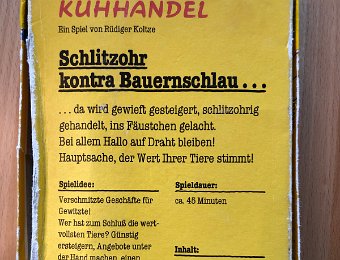 KUHHANDEL
Ein Spiel von Rüdiger Koltze
Schlitzohr
kontra Bauernschlau . . .
. . . da wird gewieft gesteigert, schlitzohrig
gehandelt, ins Fäustchen gelacht.
Bei allem Hallo auf Draht bleiben!
Hauptsache, der Wert Ihrer Tiere stimmt!
Spielidee:
Verschmitzte Geschäfte für
Gewitzte!
Wer hat zum Schluß die wert-
vollsten Tiere? Günstig
ersteigern, Angebote unter
der Hand machen, einen
Spieldauer:
ca. 45 Minuten
Inhalt: